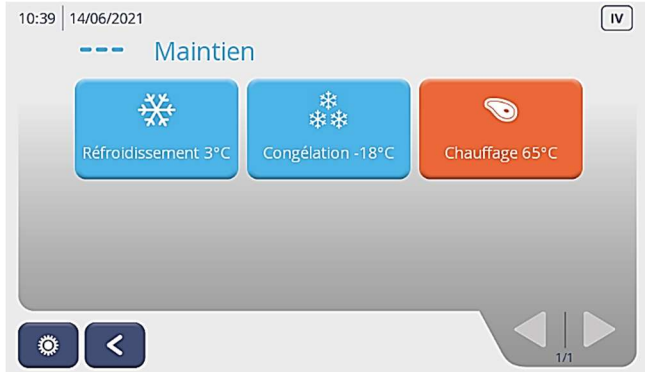 10:39 14/06/2021
IV
--- Maintien
Réfroidissement 3°C
Congélation -18°C
Chauffage 65°C
1/1